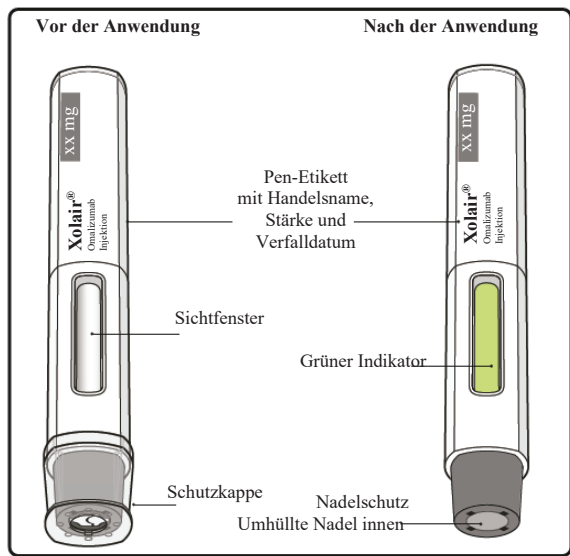 Vor der Anwendung
Nach der Anwendung
xx mg
Xolair®
Omalizumab
Injektion
xx mg
Xolair®
Omalizumab
Injektion
Pen-Etikett
mit Handelsname,
Stärke und
Verfalldatum
Sichtfenster
Grüner Indikator
Schutzkappe
Nadelschutz
Umhüllte Nadel innen